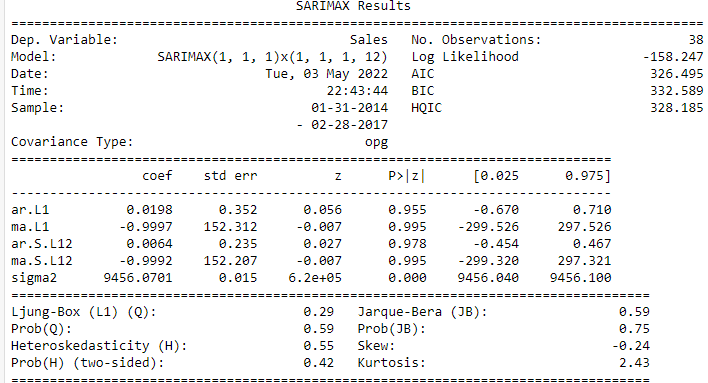 SARIMAX Results
==========================================================================================
Dep. Variable: Sales No. Observations: 38
Model: SARIMAX(1, 1, 1)x(1, 1, 1, 12) Log Likelihood -158.247
Date: Tue, 03 May 2022 AIC 326.495
Time: 22:43:44 BIC 332.589
Sample: 01-31-2014 HQIC 328.185
- 02-28-2017
Covariance Type: opg
==============================================================================
coef std err z P>|z| [0.025 0.975]
------------------------------------------------------------------------------
ar.L1 0.0198 0.352 0.056 0.955 -0.670 0.710
ma.L1 -0.9997 152.312 -0.007 0.995 -299.526 297.526
ar.S.L12 0.0064 0.235 0.027 0.978 -0.454 0.467
ma.S.L12 -0.9992 152.207 -0.007 0.995 -299.320 297.321
sigma2 9456.0701 0.015 6.2e+05 0.000 9456.040 9456.100
===================================================================================
Ljung-Box (L1) (Q): 0.29 Jarque-Bera (JB): 0.59
Prob(Q): 0.59 Prob(JB): 0.75
Heteroskedasticity (H): 0.55 Skew: -0.24
Prob(H) (two-sided): 0.42 Kurtosis: 2.43
===================================================================================